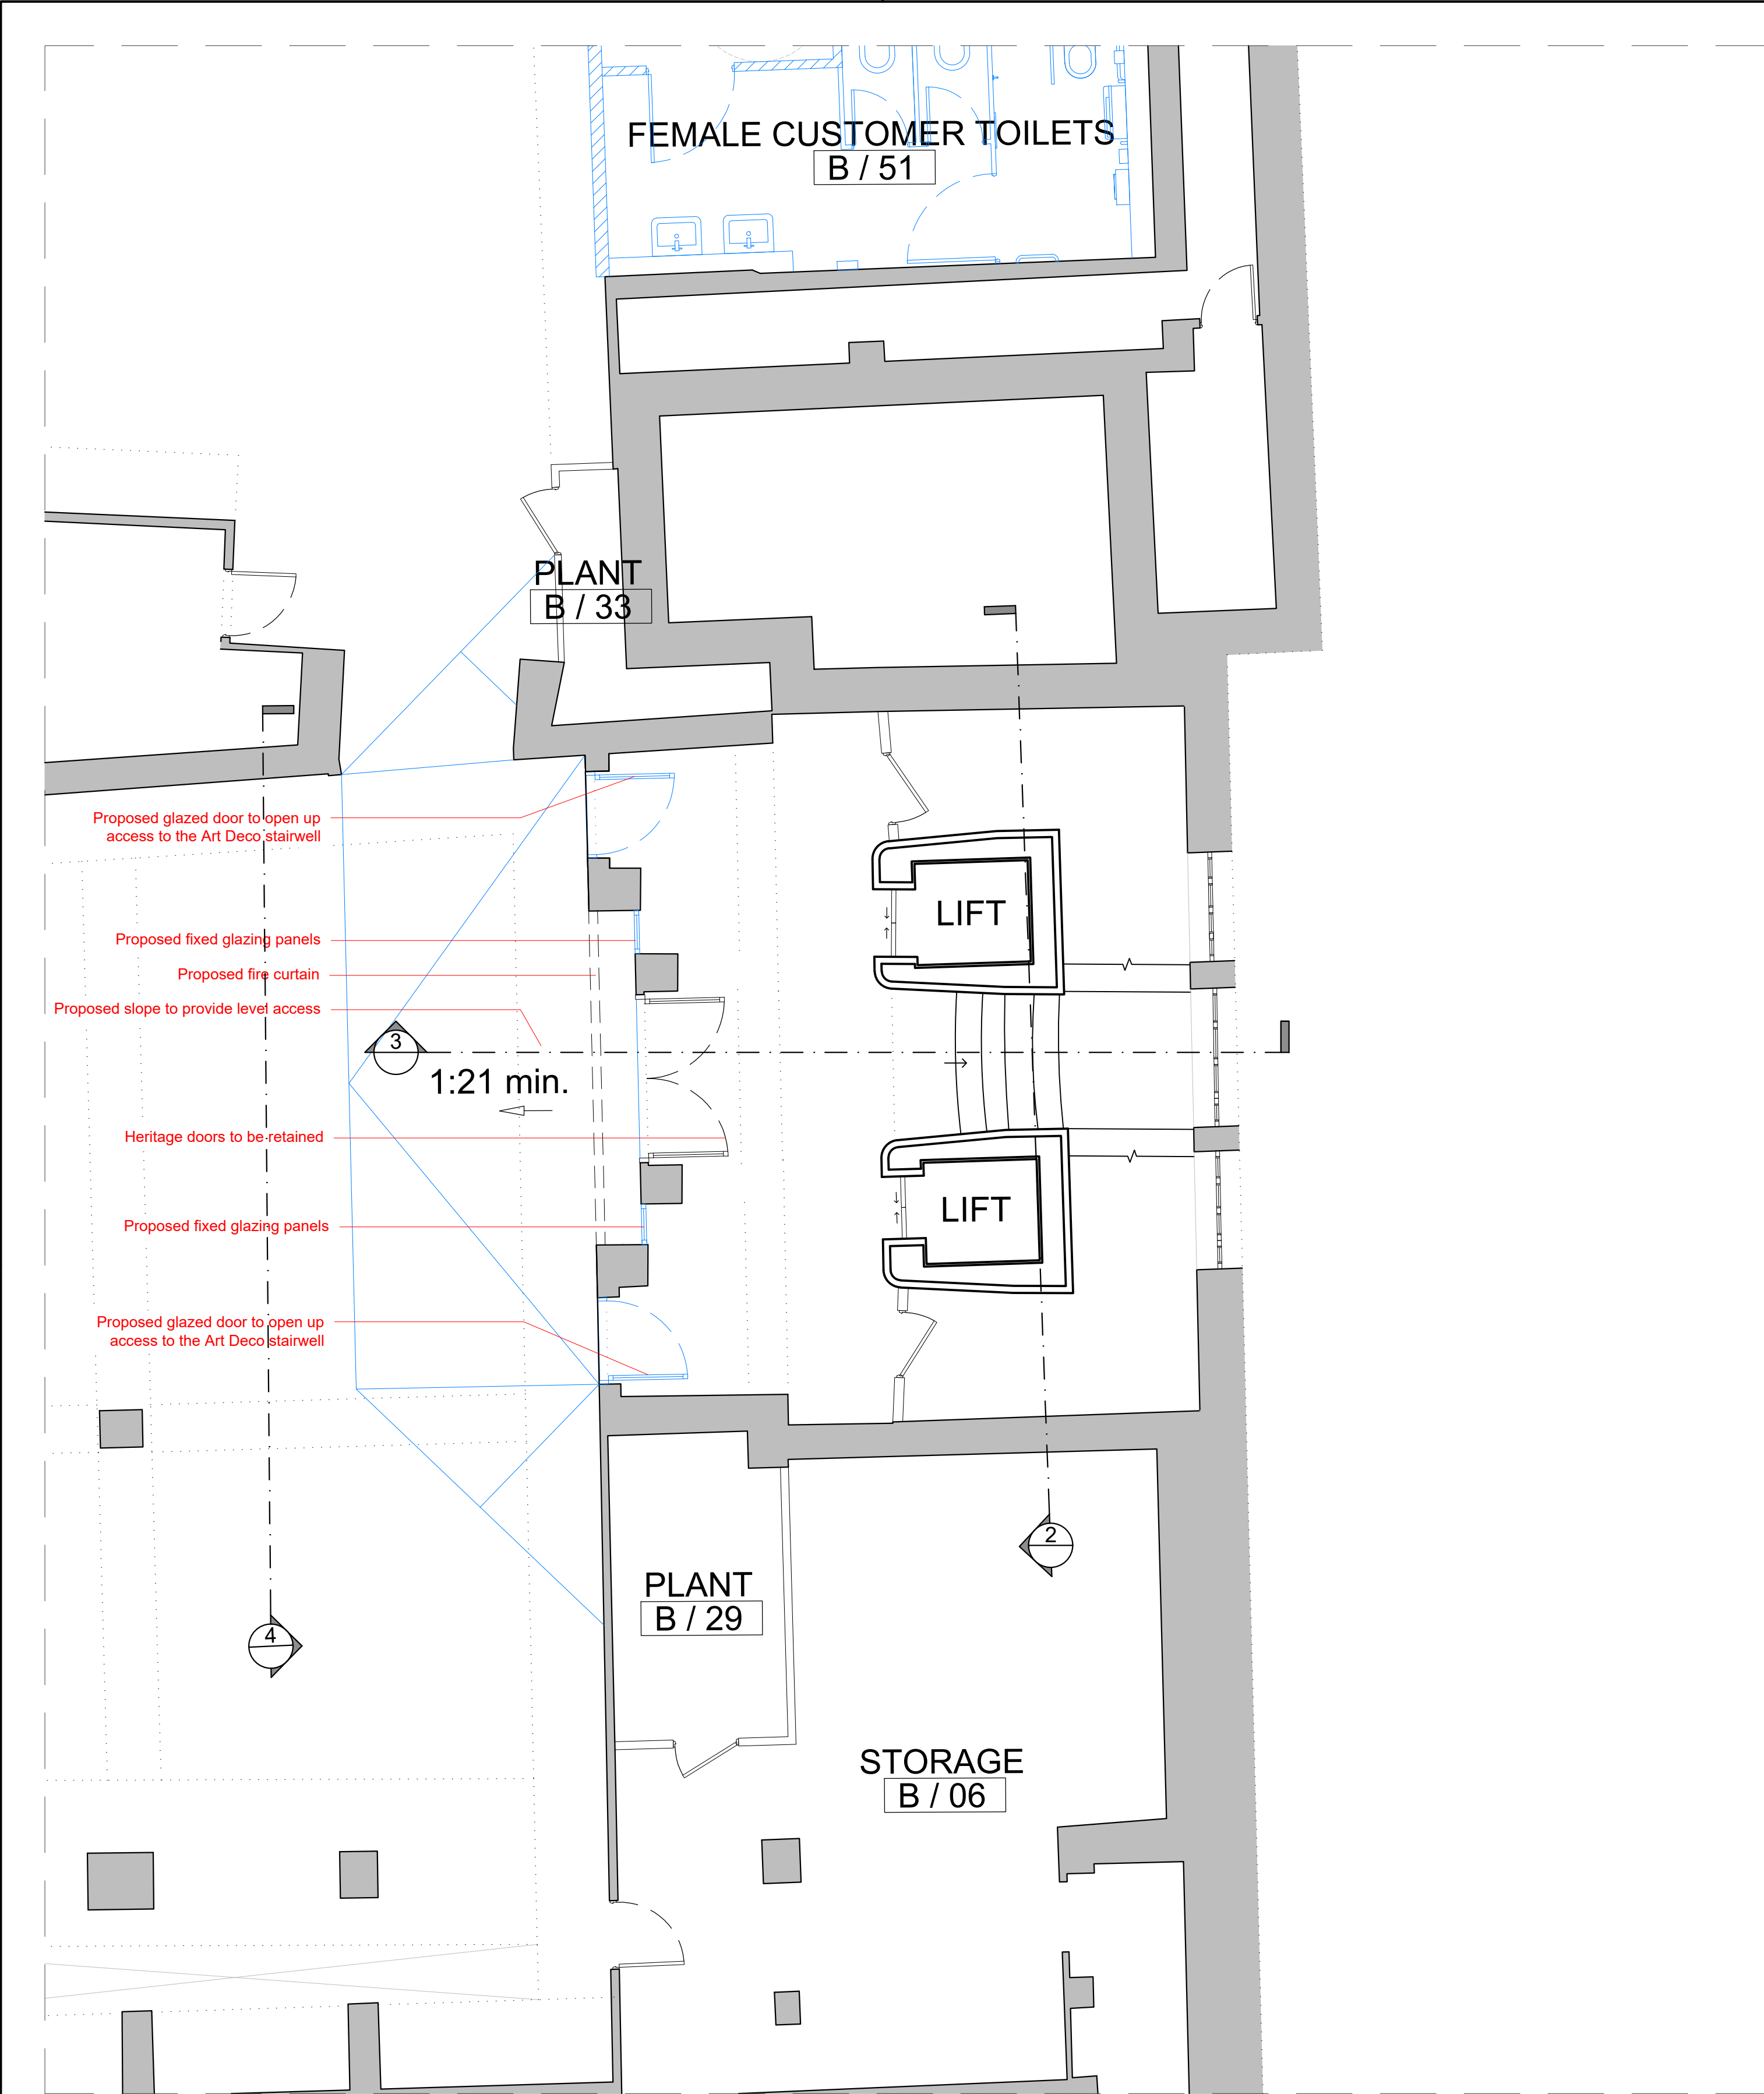 FEMALE CUSTOMER TOILETS
B / 51
PLANT
B / 33
Proposed glazed door to open up
access to the Art Deco stairwell
LIFT
Proposed fixed glazing panels
Proposed fire curtain
Proposed slope to provide level access
3
1:21 min.
Heritage doors to be retained
LIFT
Proposed fixed glazing panels
Proposed glazed door to open up
access to the Art Deco stairwell
2
PLANT
B / 29
4
STORAGE
B / 06